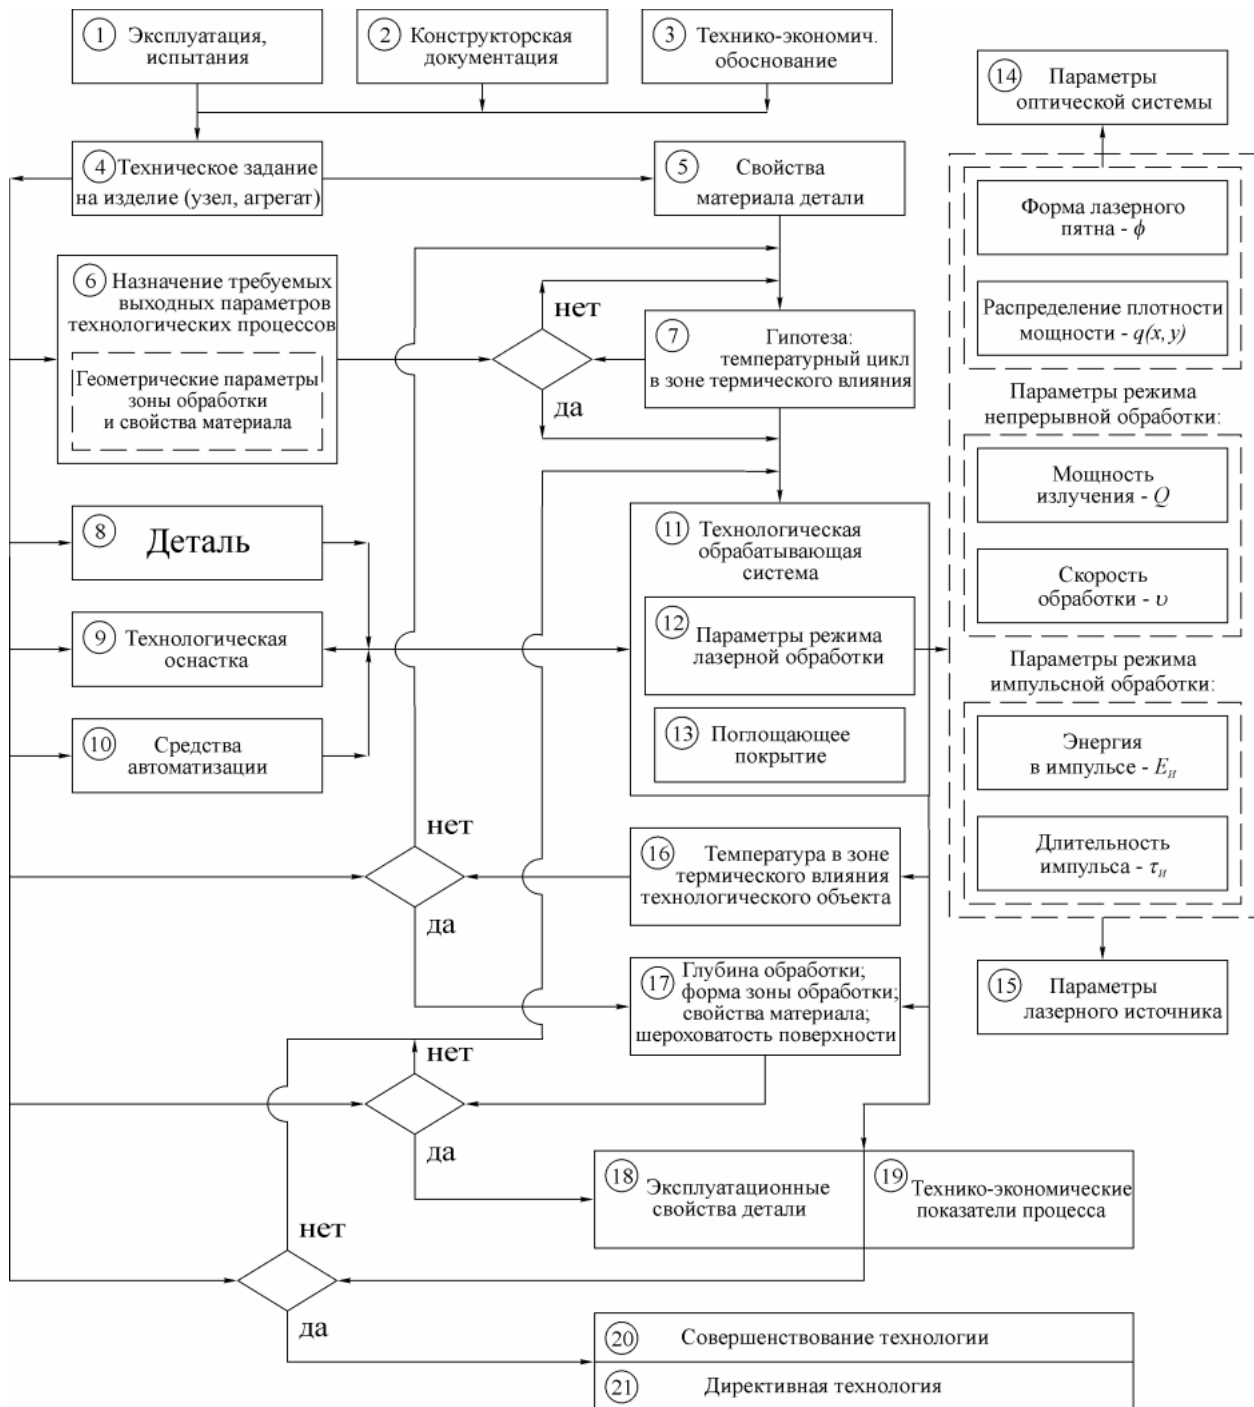 1 Эксплуатация,
испытания
2 Конструкторская
документация
3 Технико-экономич.
обоснование
14 Параметры
оптической системы
4 Техническое задание
на изделие (узел, агрегат)
5 Свойства
материала детали
Форма лазерного
пятна - ϕ
Распределение плотности
мощности - q(x, y)
6 Назначение требуемых
выходных параметров
технологических процессов
Геометрические параметры
зоны обработки
и свойства материала
нет
да
7 Гипотеза:
температурный цикл
в зоне термического влияния
Параметры режима
непрерывной обработки:
Мощность
излучения - Q
Скорость
обработки - υ
8 Деталь
9 Технологическая
оснастка
10 Средства
автоматизации
11 Технологическая
обрабатывающая
система
12 Параметры режима
лазерной обработки
13 Поглощающее
покрытие
Параметры режима
импульсной обработки:
Энергия
в импульсе - Eи
Длительность
импульса - τи
нет
да
16 Температура в зоне
термического влияния
технологического объекта
17 Глубина обработки;
форма зоны обработки;
свойства материала;
шероховатость поверхности
15 Параметры
лазерного источника
нет
да
18 Эксплуатационные
свойства детали
19 Технико-экономические
показатели процесса
нет
да
20 Совершенствование технологии
21 Директивная технология